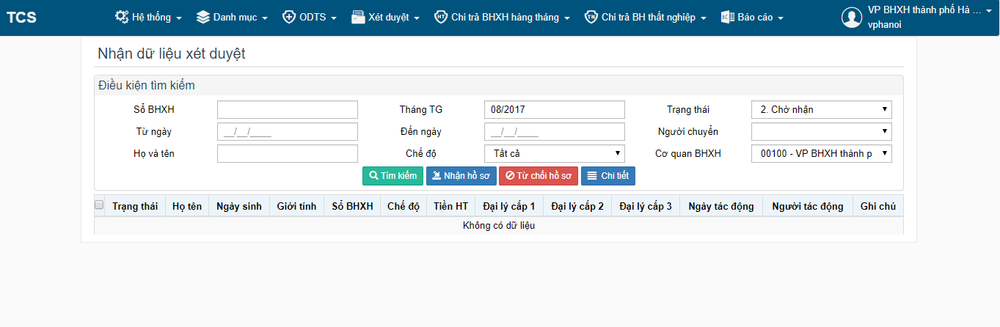 TCS Hệ thống Danh mục ODTS Xét duyệt Chi trả BHXH hàng tháng Chi trả BH thất nghiệp Báo cáo VP BHXH thành phố Hà ...
vphanoi
Nhận dữ liệu xét duyệt
Điều kiện tìm kiếm
Sổ BHXH Tháng TG 08/2017 Trạng thái 2. Chờ nhận
Từ ngày __/__/____ Đến ngày __/__/____ Người chuyển
Họ và tên Chế độ Tất cả Cơ quan BHXH 00100 - VP BHXH thành p
Tìm kiếm Nhận hồ sơ Từ chối hồ sơ Chi tiết
Trạng thái Họ tên Ngày sinh Giới tính Sổ BHXH Chế độ Tiền HT Đại lý cấp 1 Đại lý cấp 2 Đại lý cấp 3 Ngày tác động Người tác động Ghi chú
Không có dữ liệu